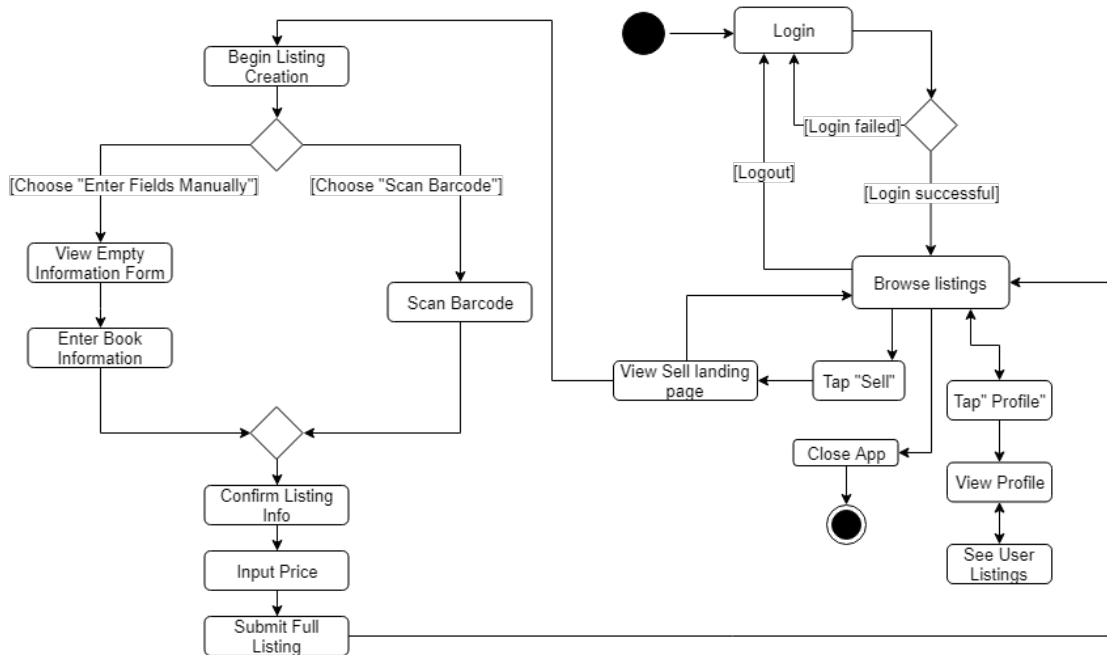 Begin Listing
Creation
[Choose "Enter Fields Manually"]
[Choose "Scan Barcode"]
View Empty
Information Form
Enter Book
Information
Scan Barcode
Confirm Listing
Info
Input Price
Submit Full
Listing
Login
[Login failed]
[Logout]
[Login successful]
Browse listings
View Sell landing
page
Tap "Sell"
Tap" Profile"
Close App
View Profile
See User
Listings